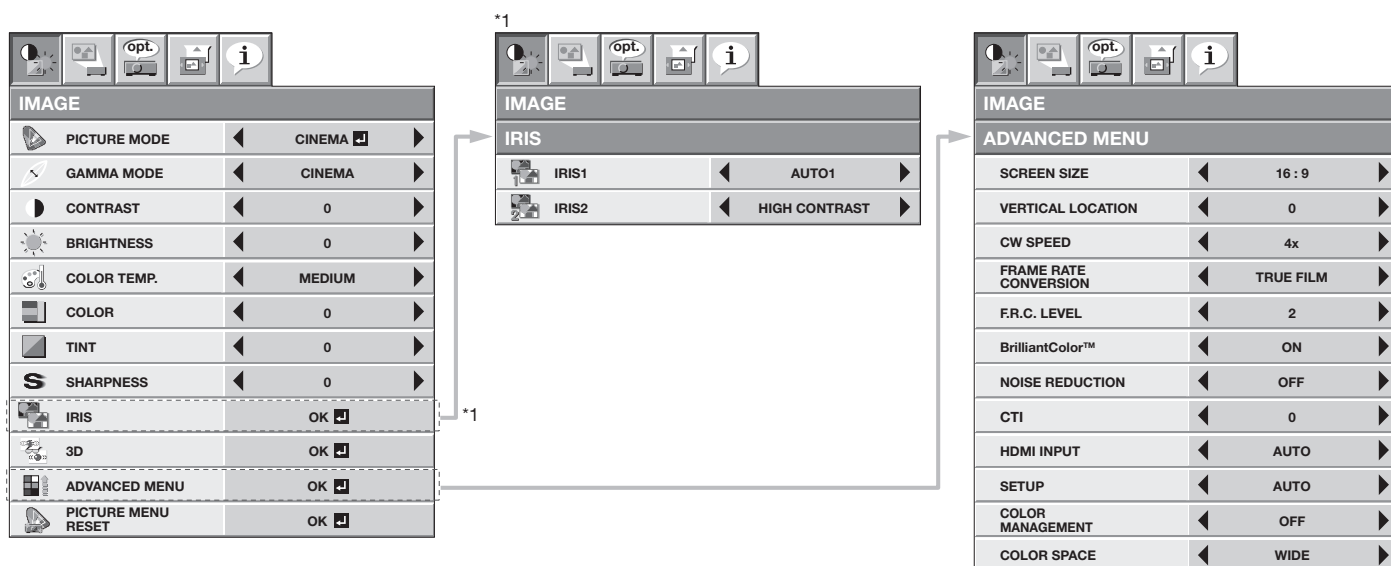 *1
opt.
i
IMAGE
PICTURE MODE CINEMA
GAMMA MODE CINEMA
CONTRAST 0
BRIGHTNESS 0
COLOR TEMP. MEDIUM
COLOR 0
TINT 0
S SHARPNESS 0
IRIS OK
*1
3D OK
ADVANCED MENU OK
PICTURE MENU
RESET OK
opt.
i
IMAGE
IRIS
1 IRIS1 AUTO1
2 IRIS2 HIGH CONTRAST
opt.
i
IMAGE
ADVANCED MENU
SCREEN SIZE 16 : 9
VERTICAL LOCATION 0
CW SPEED 4x
FRAME RATE
CONVERSION TRUE FILM
F.R.C. LEVEL 2
BrilliantColor™ ON
NOISE REDUCTION OFF
CTI 0
HDMI INPUT AUTO
SETUP AUTO
COLOR
MANAGEMENT OFF
COLOR SPACE WIDE